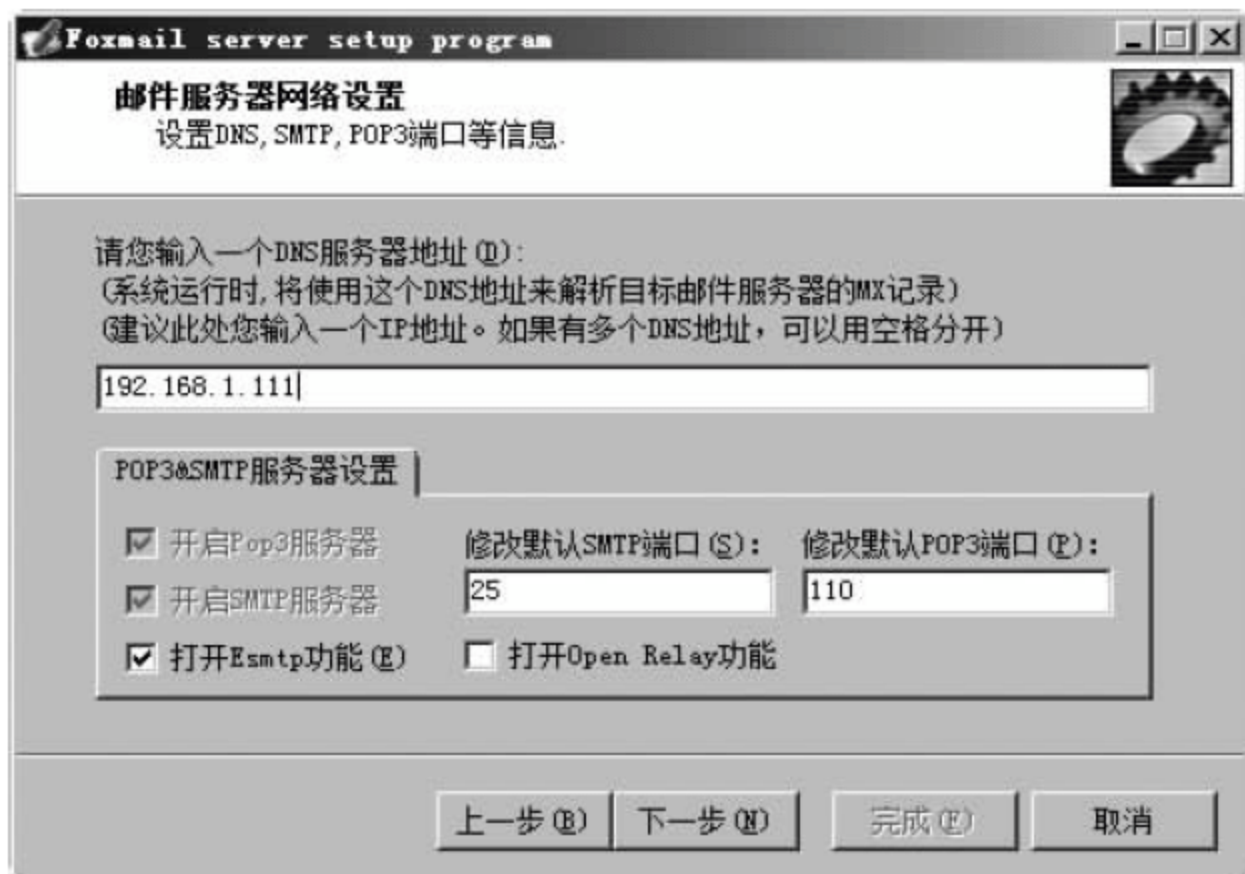 Foxmail server setup program
邮件服务器网络设置
设置DNS, SMTP, POP3端口等信息.
请您输入一个DNS服务器地址(D):
(系统运行时, 将使用这个DNS地址来解析目标邮件服务器的MX记录)
(建议此处您输入一个IP地址。如果有多个DNS地址，可以用空格分开)
192.168.1.111
POP3&SMTP服务器设置
开启Pop3服务器 修改默认SMTP端口(S): 修改默认POP3端口(P):
开启SMTP服务器 25 110
打开Esmtp功能(E) 打开Open Relay功能
上一步(B) 下一步(N) 完成(F) 取消